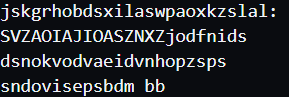 jskgrhobdsxilaswpaoxkzslal:
SVZAOIAJIOASZNXZjodfnids
dsnokvodvaeidvnhopzsps
sndovisepsbdm bb